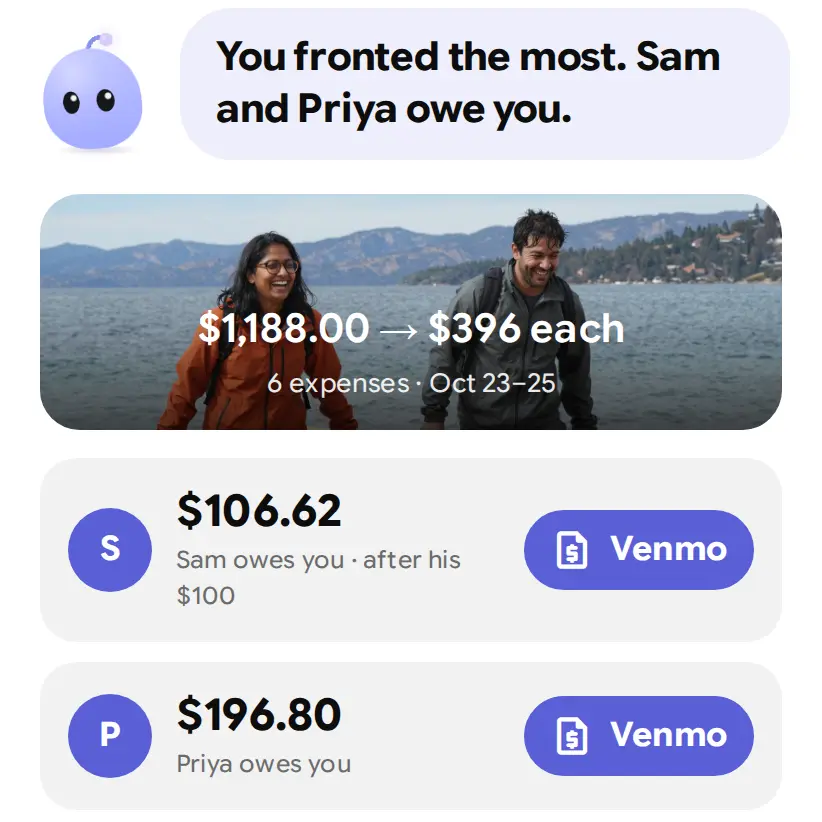 You fronted the most. Sam
and Priya owe you.
$1,188.00 → $396 each
6 expenses · Oct 23–25
S
$106.62
Sam owes you · after his
$100
Venmo
P
$196.80
Priya owes you
Venmo